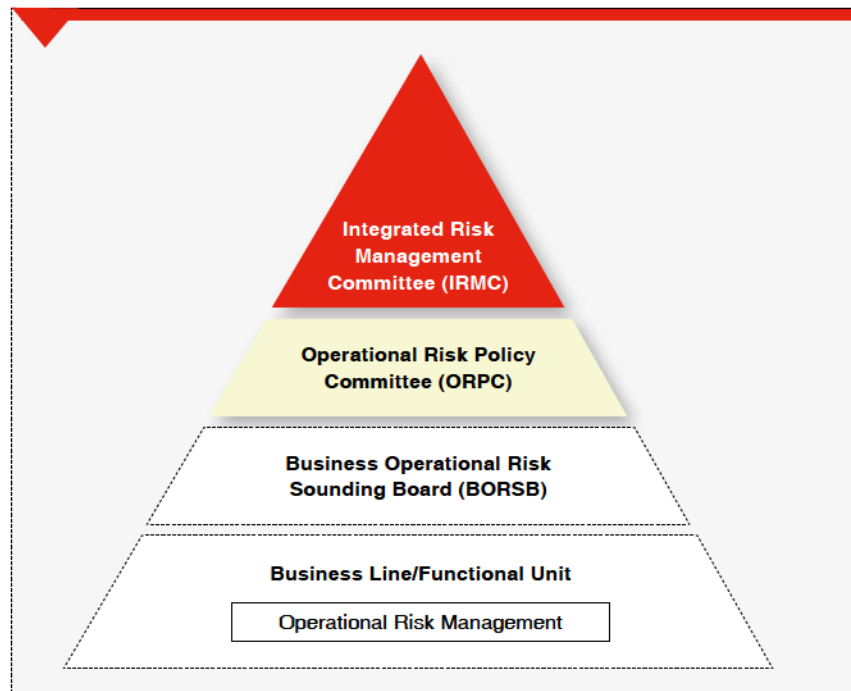 Integrated Risk
Management
Committee (IRMC)
Operational Risk Policy
Committee (ORPC)
Business Operational Risk
Sounding Board (BORSB)
Business Line/Functional Unit
Operational Risk Management